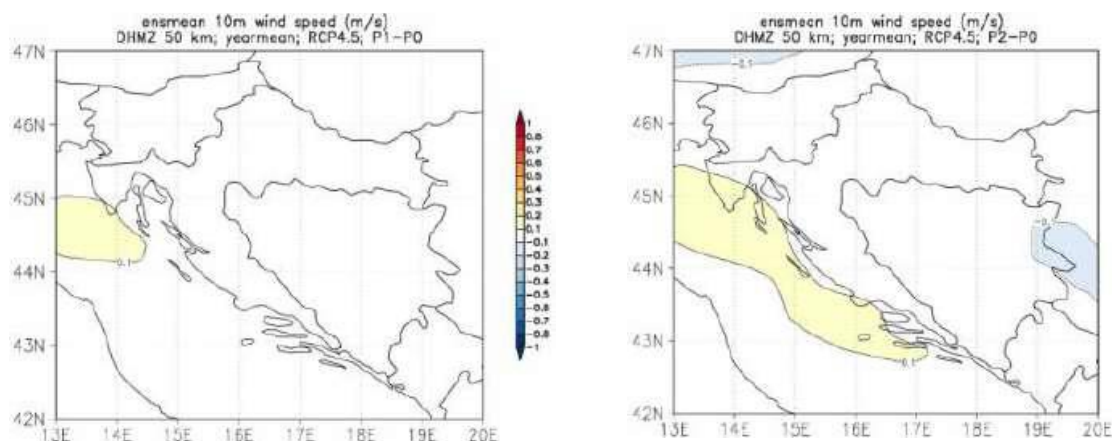 ensmean 10m wind speed (m/s)
DHMZ 50 km; yearmean; RCP4.5; P1-P0
47N
46N
45N
44N
43N
42N
13E 14E 15E 16E 17E 18E 19E 20E
0.1
1
0.8
0.7
0.6
0.5
0.4
0.3
0.2
0.1
-0.1
-0.2
-0.3
-0.4
-0.5
-0.6
-0.7
-0.8
-1
ensmean 10m wind speed (m/s)
DHMZ 50 km; yearmean; RCP4.5; P2-P0
47N
46N
45N
44N
43N
42N
13E 14E 15E 16E 17E 18E 19E 20E
-0.1
-0.1
-0.1
0.1